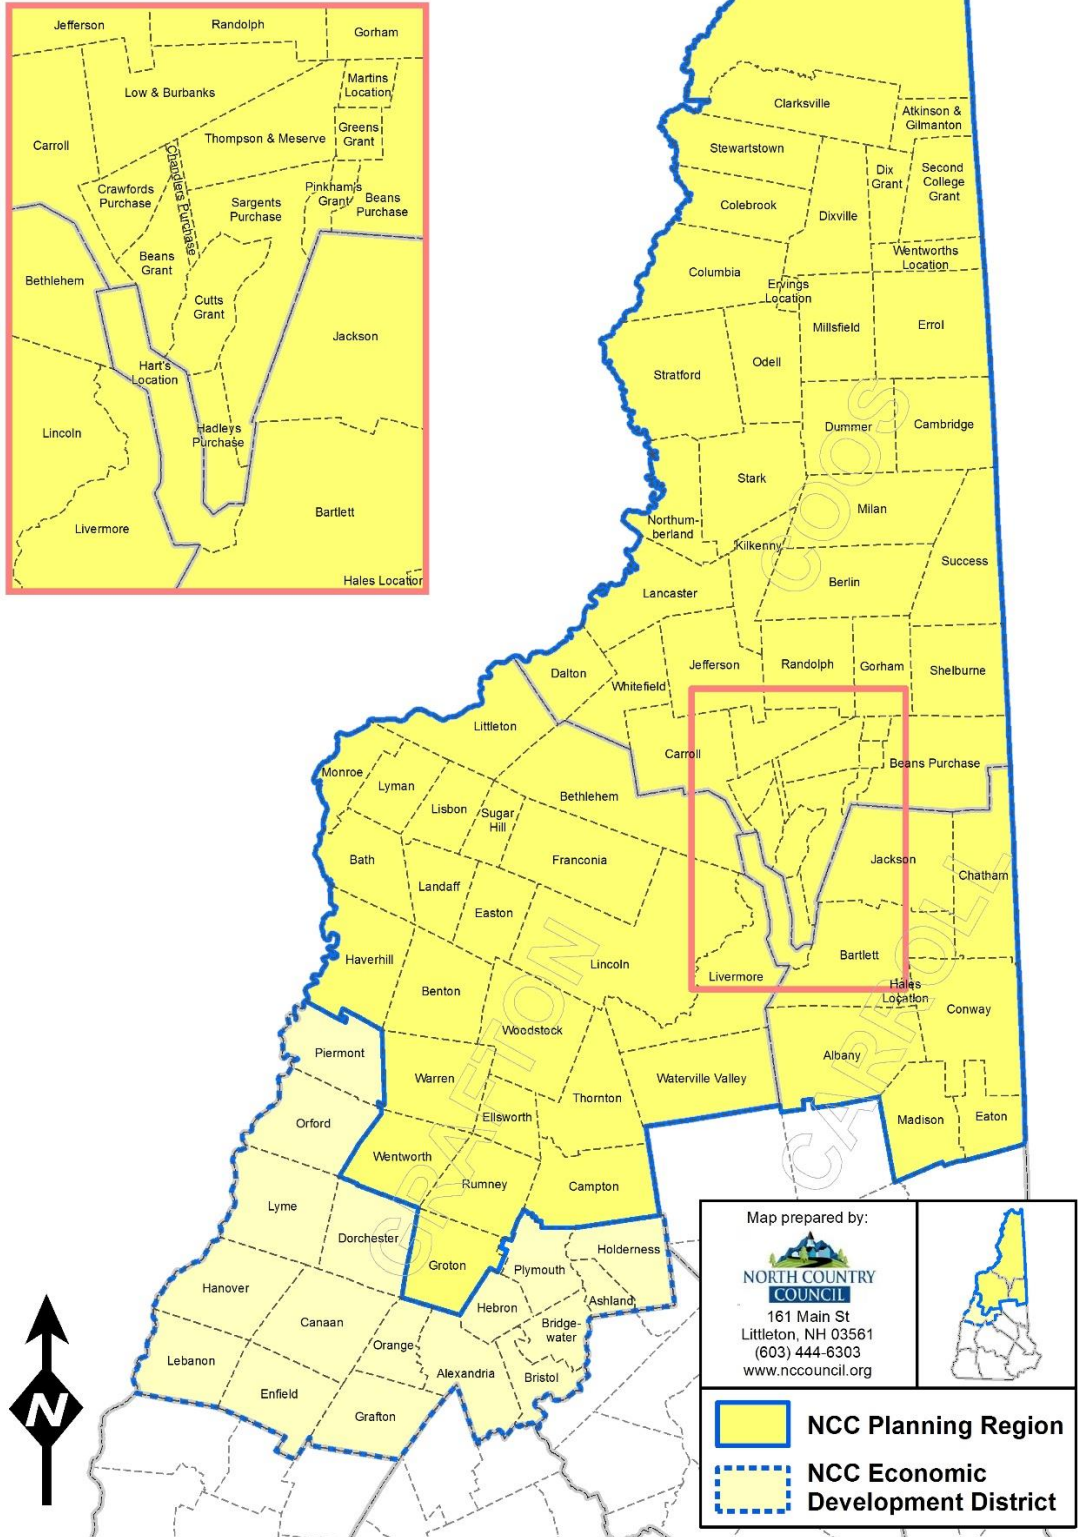 Jefferson
Randolph
Gorham
Low & Burbanks
Martins
Location
Carroll
Thompson & Meserve
Greens
Grant
Chandlers Purchase
Crawfords
Purchase
Sargents
Purchase
Pinkham's
Grant
Beans
Purchase
Beans
Grant
Bethlehem
Cutts
Grant
Jackson
Hart's
Location
Lincoln
Hadleys
Purchase
Livermore
Bartlett
Hales Location
Clarksville
Atkinson &
Gilmanton
Stewartstown
Dix
Grant
Second
College
Grant
Colebrook
Dixville
Wentworths
Location
Columbia
Ervings
Location
Millsfield
Errol
Stratford
Odell
COOS
Dummer
Cambridge
Stark
Milan
Northum-
berland
Kilkenny
Success
Berlin
Lancaster
Jefferson
Randolph
Gorham
Shelburne
Dalton
Whitefield
Littleton
Carroll
Beans Purchase
Monroe
Lyman
Bethlehem
Lisbon
Sugar
Hill
Bath
Franconia
Jackson
Chatham
Landaff
Easton
GRAFTON
CARROLL
Haverhill
Lincoln
Livermore
Bartlett
Hales
Location
Benton
Conway
Woodstock
Piermont
Albany
Warren
Waterville Valley
Thornton
Ellsworth
Orford
Madison
Eaton
Wentworth
Rumney
Campton
Lyme
Dorchester
Holderness
Groton
Plymouth
Hanover
Hebron
Ashland
Canaan
Bridge-
water
Orange
Lebanon
Alexandria
Bristol
Enfield
Grafton
N
Map prepared by:
NORTH COUNTRY
COUNCIL
161 Main St
Littleton, NH 03561
(603) 444-6303
www.nccouncil.org
NCC Planning Region
NCC Economic
Development District